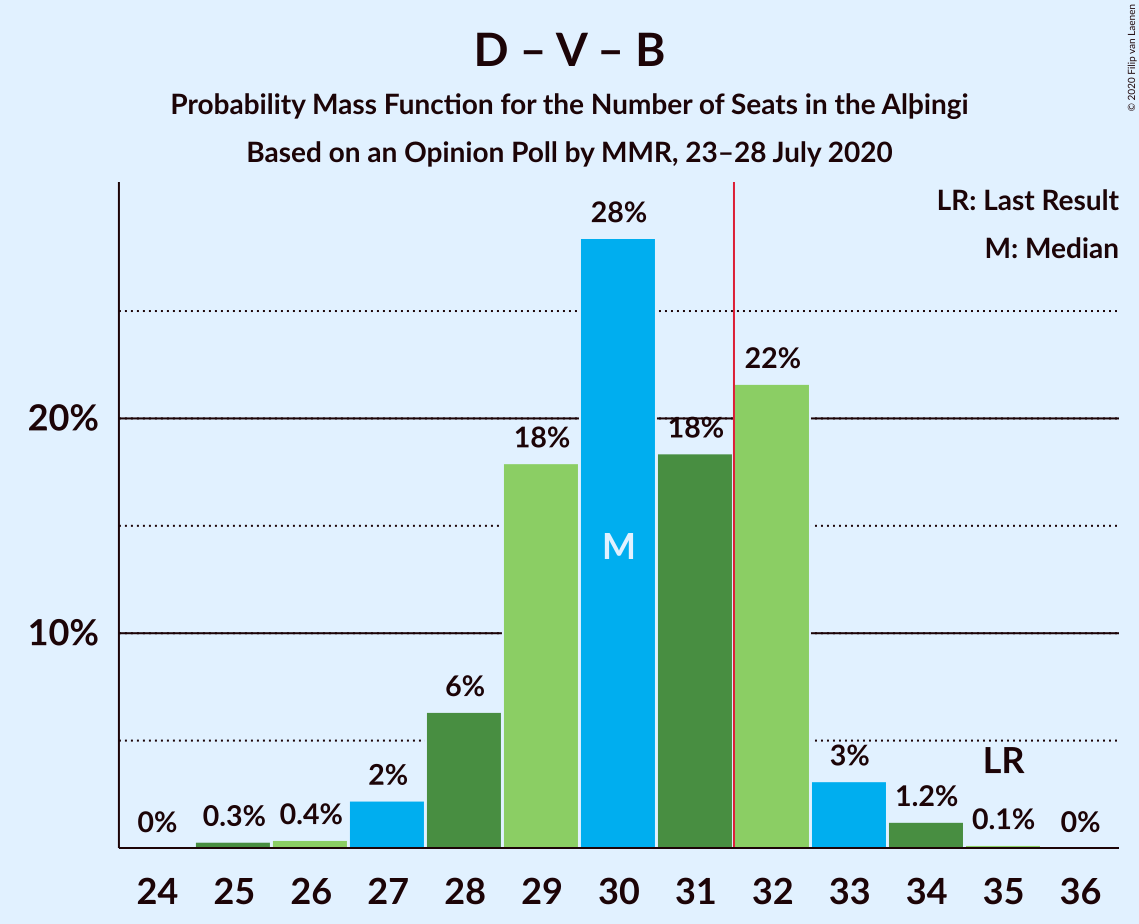 D – V – B
Probability Mass Function for the Number of Seats in the Alþingi
Based on an Opinion Poll by MMR, 23–28 July 2020
© 2020 Filip van Laenen
LR: Last Result
M: Median
28%
22%
20%
18%
18%
M
10%
6%
LR
3%
2%
1.2%
0%
0.3%
0.4%
0.1%
0%
24 25 26 27 28 29 30 31 32 33 34 35 36